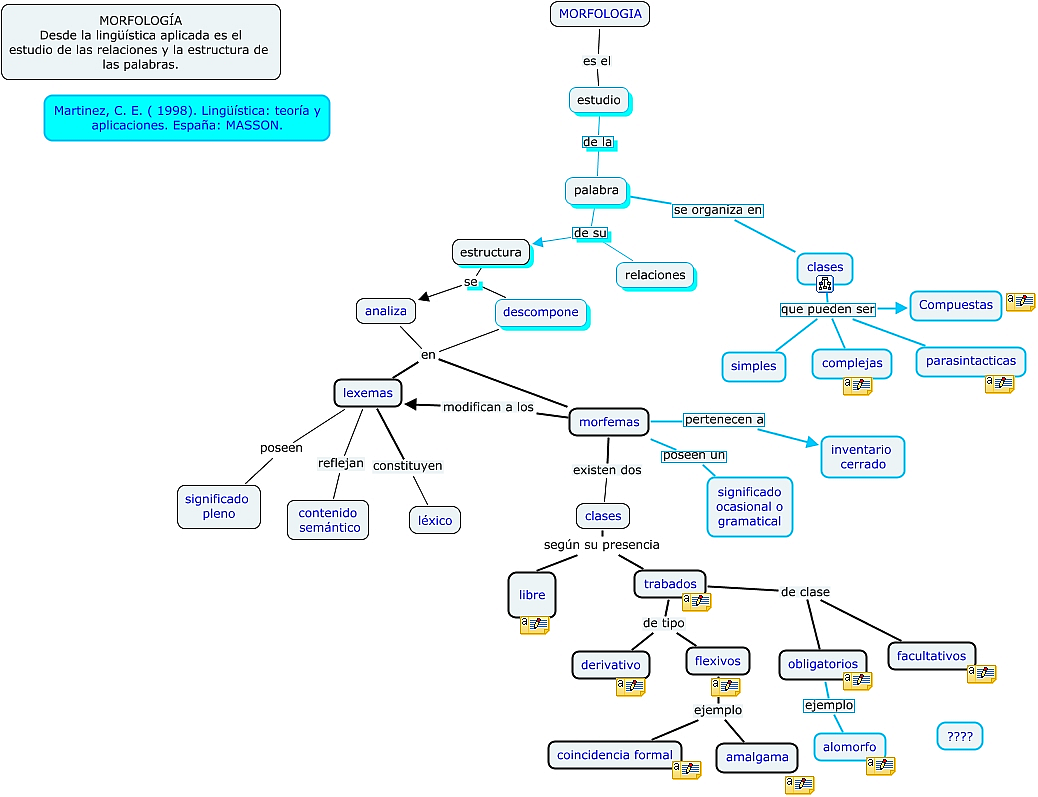 MORFOLOGÍA
Desde la lingüística aplicada es el
estudio de las relaciones y la estructura de
las palabras.
Martinez, C. E. ( 1998). Lingüística: teoría y
aplicaciones. España: MASSON.
MORFOLOGIA
es el
estudio
de la
palabra
se organiza en
de su
estructura
relaciones
clases
se
que pueden ser
Compuestas
analiza
descompone
simples
complejas
parasintacticas
en
lexemas
modifican a los
morfemas
pertenecen a
inventario
cerrado
poseen
reflejan
constituyen
existen dos
poseen un
significado
pleno
contenido
semántico
léxico
clases
significado
ocasional o
gramatical
según su presencia
libre
trabados
de clase
de tipo
derivativo
flexivos
obligatorios
facultativos
ejemplo
ejemplo
coincidencia formal
amalgama
alomorfo
????